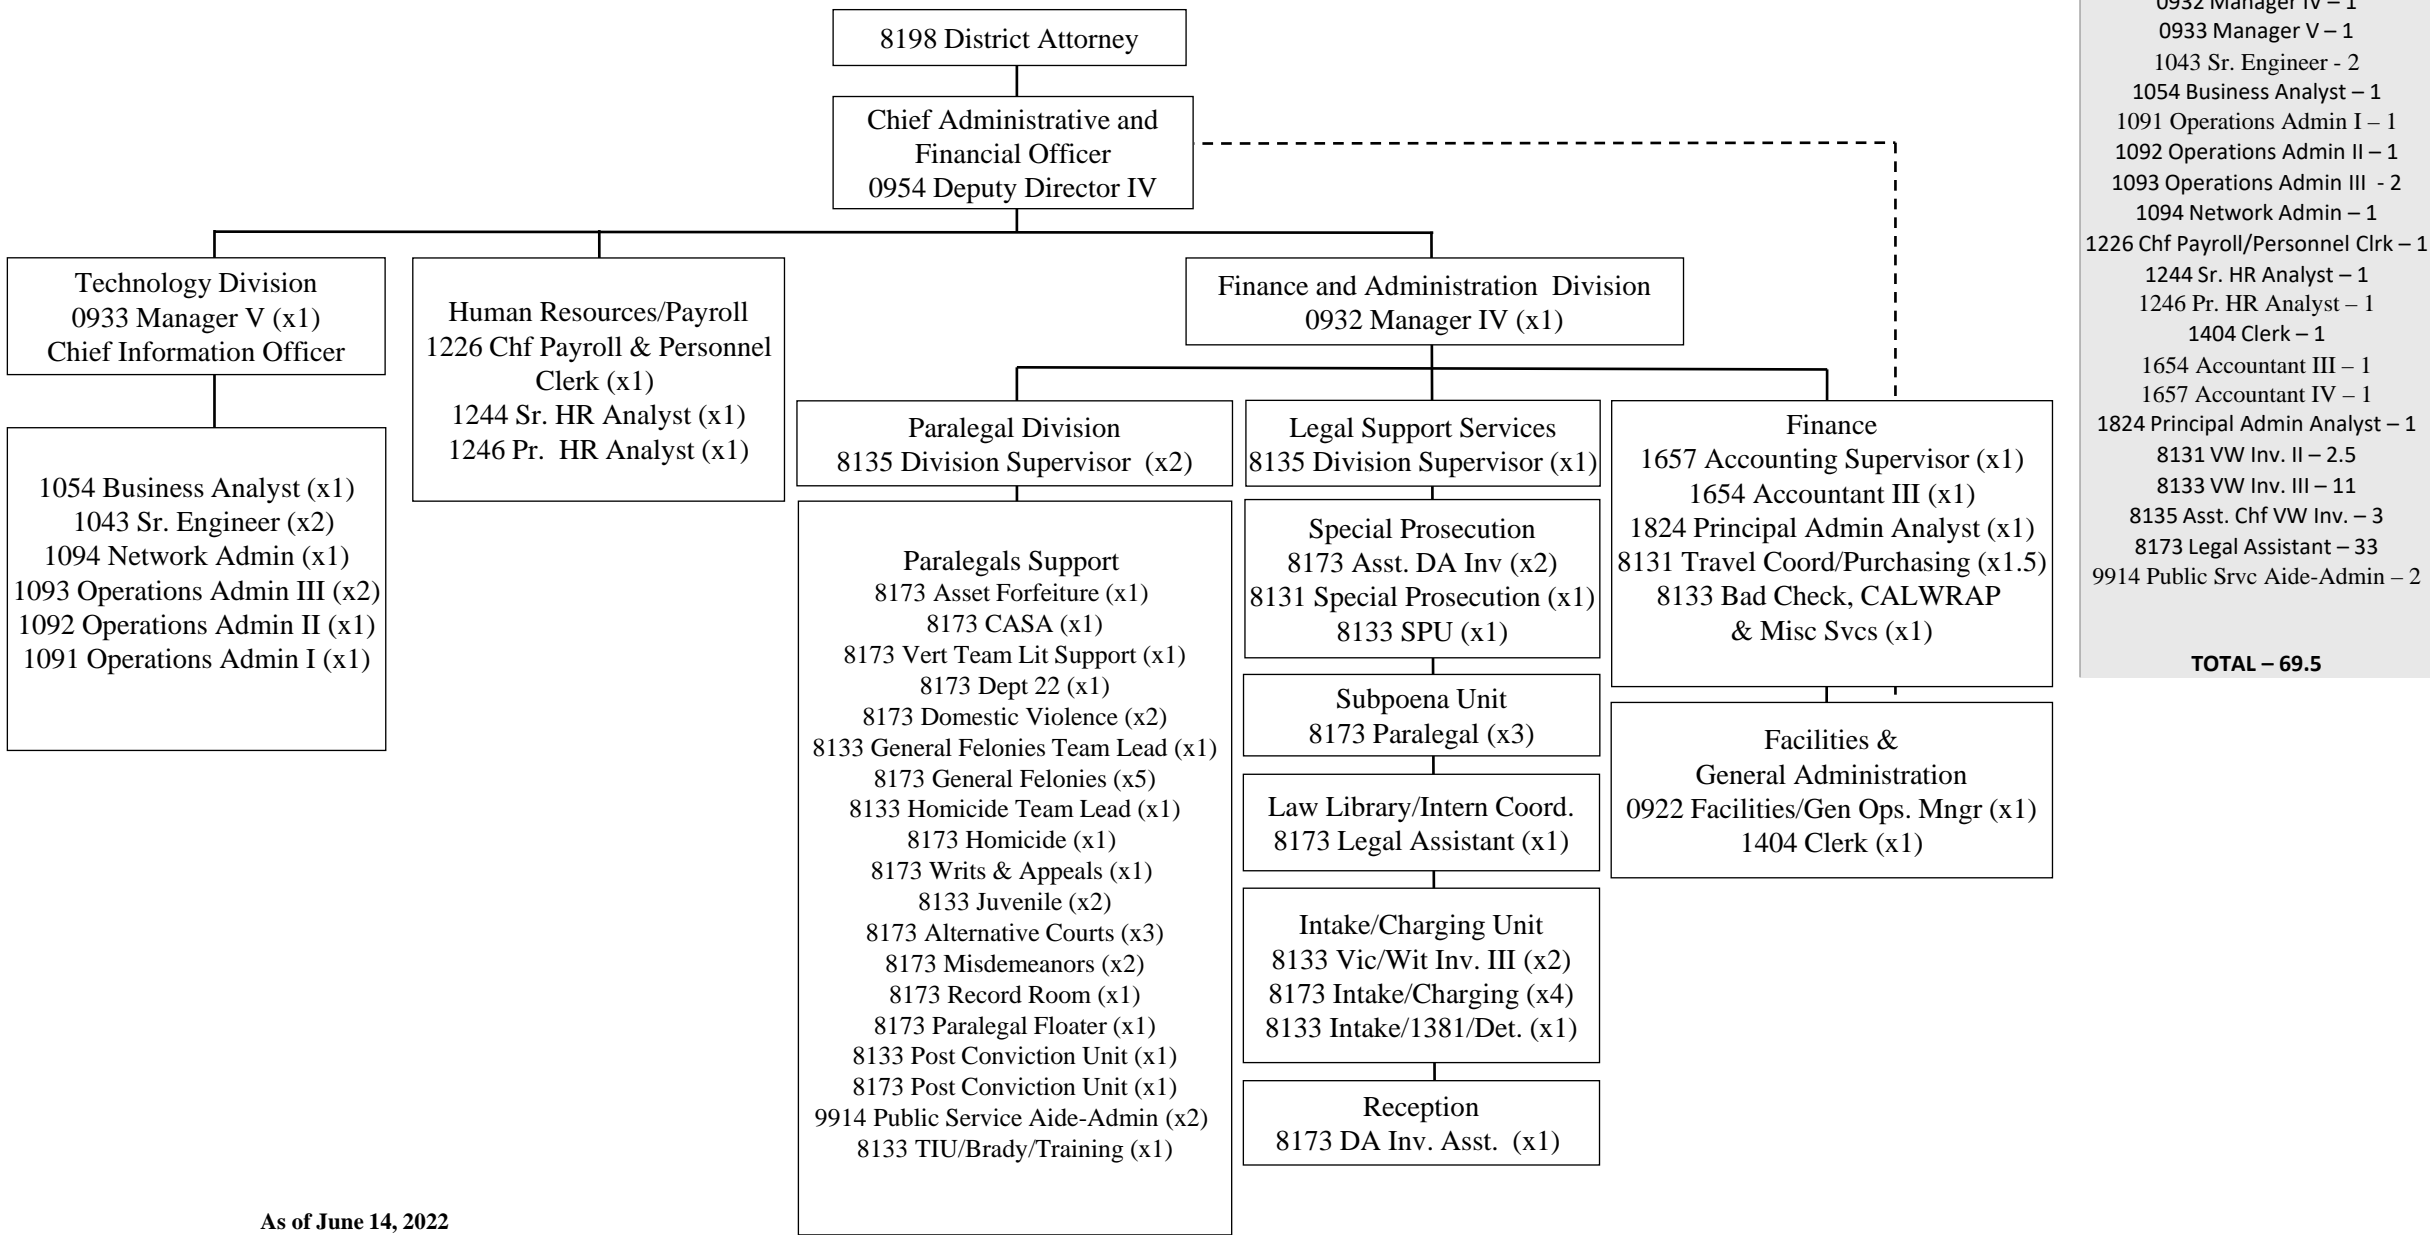 8198 District Attorney
Chief Administrative and
Financial Officer
0954 Deputy Director IV
Technology Division
0933 Manager V (x1)
Chief Information Officer
1054 Business Analyst (x1)
1043 Sr. Engineer (x2)
1094 Network Admin (x1)
1093 Operations Admin III (x2)
1092 Operations Admin II (x1)
1091 Operations Admin I (x1)
Human Resources/Payroll
1226 Chf Payroll & Personnel
Clerk (x1)
1244 Sr. HR Analyst (x1)
1246 Pr. HR Analyst (x1)
Finance and Administration Division
0932 Manager IV (x1)
Paralegal Division
8135 Division Supervisor (x2)
Paralegals Support
8173 Asset Forfeiture (x1)
8173 CASA (x1)
8173 Vert Team Lit Support (x1)
8173 Dept 22 (x1)
8173 Domestic Violence (x2)
8133 General Felonies Team Lead (x1)
8173 General Felonies (x5)
8133 Homicide Team Lead (x1)
8173 Homicide (x1)
8173 Writs & Appeals (x1)
8133 Juvenile (x2)
8173 Alternative Courts (x3)
8173 Misdemeanors (x2)
8173 Record Room (x1)
8173 Paralegal Floater (x1)
8133 Post Conviction Unit (x1)
8173 Post Conviction Unit (x1)
9914 Public Service Aide-Admin (x2)
8133 TIU/Brady/Training (x1)
Legal Support Services
8135 Division Supervisor (x1)
Special Prosecution
8173 Asst. DA Inv (x2)
8131 Special Prosecution (x1)
8133 SPU (x1)
Subpoena Unit
8173 Paralegal (x3)
Law Library/Intern Coord.
8173 Legal Assistant (x1)
Intake/Charging Unit
8133 Vic/Wit Inv. III (x2)
8173 Intake/Charging (x4)
8133 Intake/1381/Det. (x1)
Reception
8173 DA Inv. Asst. (x1)
Finance
1657 Accounting Supervisor (x1)
1654 Accountant III (x1)
1824 Principal Admin Analyst (x1)
8131 Travel Coord/Purchasing (x1.5)
8133 Bad Check, CALWRAP
& Misc Svcs (x1)
Facilities &
General Administration
0922 Facilities/Gen Ops. Mngr (x1)
1404 Clerk (x1)
0932 Manager IV – 1
0933 Manager V – 1
1043 Sr. Engineer - 2
1054 Business Analyst – 1
1091 Operations Admin I – 1
1092 Operations Admin II – 1
1093 Operations Admin III - 2
1094 Network Admin – 1
1226 Chf Payroll/Personnel Clrk – 1
1244 Sr. HR Analyst – 1
1246 Pr. HR Analyst – 1
1404 Clerk – 1
1654 Accountant III – 1
1657 Accountant IV – 1
1824 Principal Admin Analyst – 1
8131 VW Inv. II – 2.5
8133 VW Inv. III – 11
8135 Asst. Chf VW Inv. – 3
8173 Legal Assistant – 33
9914 Public Srvc Aide-Admin – 2
TOTAL – 69.5
As of June 14, 2022